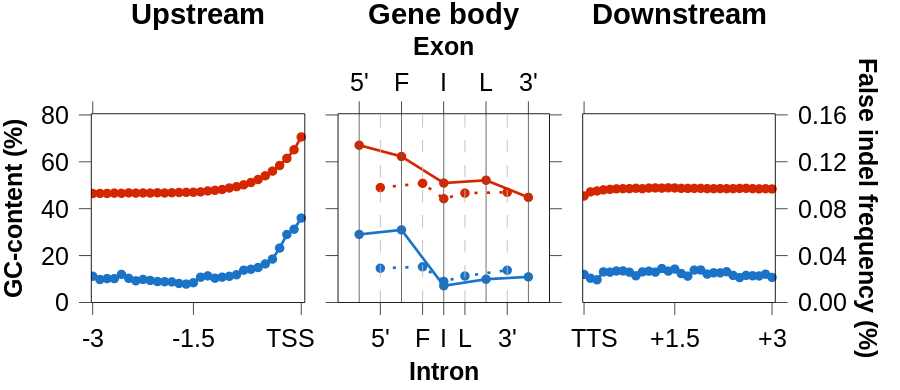 Upstream Gene body Downstream
Exon
5' F I L 3'
GC-content (%)
80
60
40
20
0
0.16
0.12
0.08
0.04
0.00
False indel frequency (%)
-3 -1.5 TSS
5' F I L 3'
TTS +1.5 +3
Intron